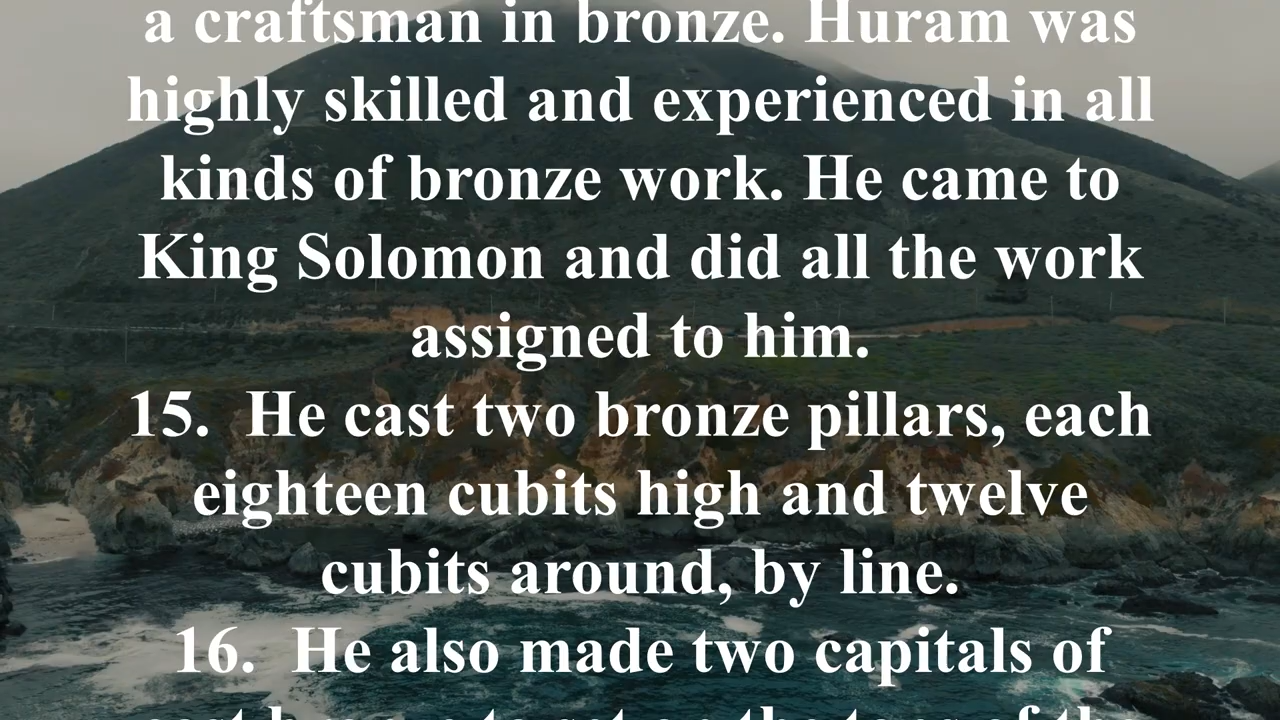 a craftsman in bronze. Huram was
highly skilled and experienced in all
kinds of bronze work. He came to
King Solomon and did all the work
assigned to him.
15.  He cast two bronze pillars, each
eighteen cubits high and twelve
cubits around, by line.
16.  He also made two capitals of